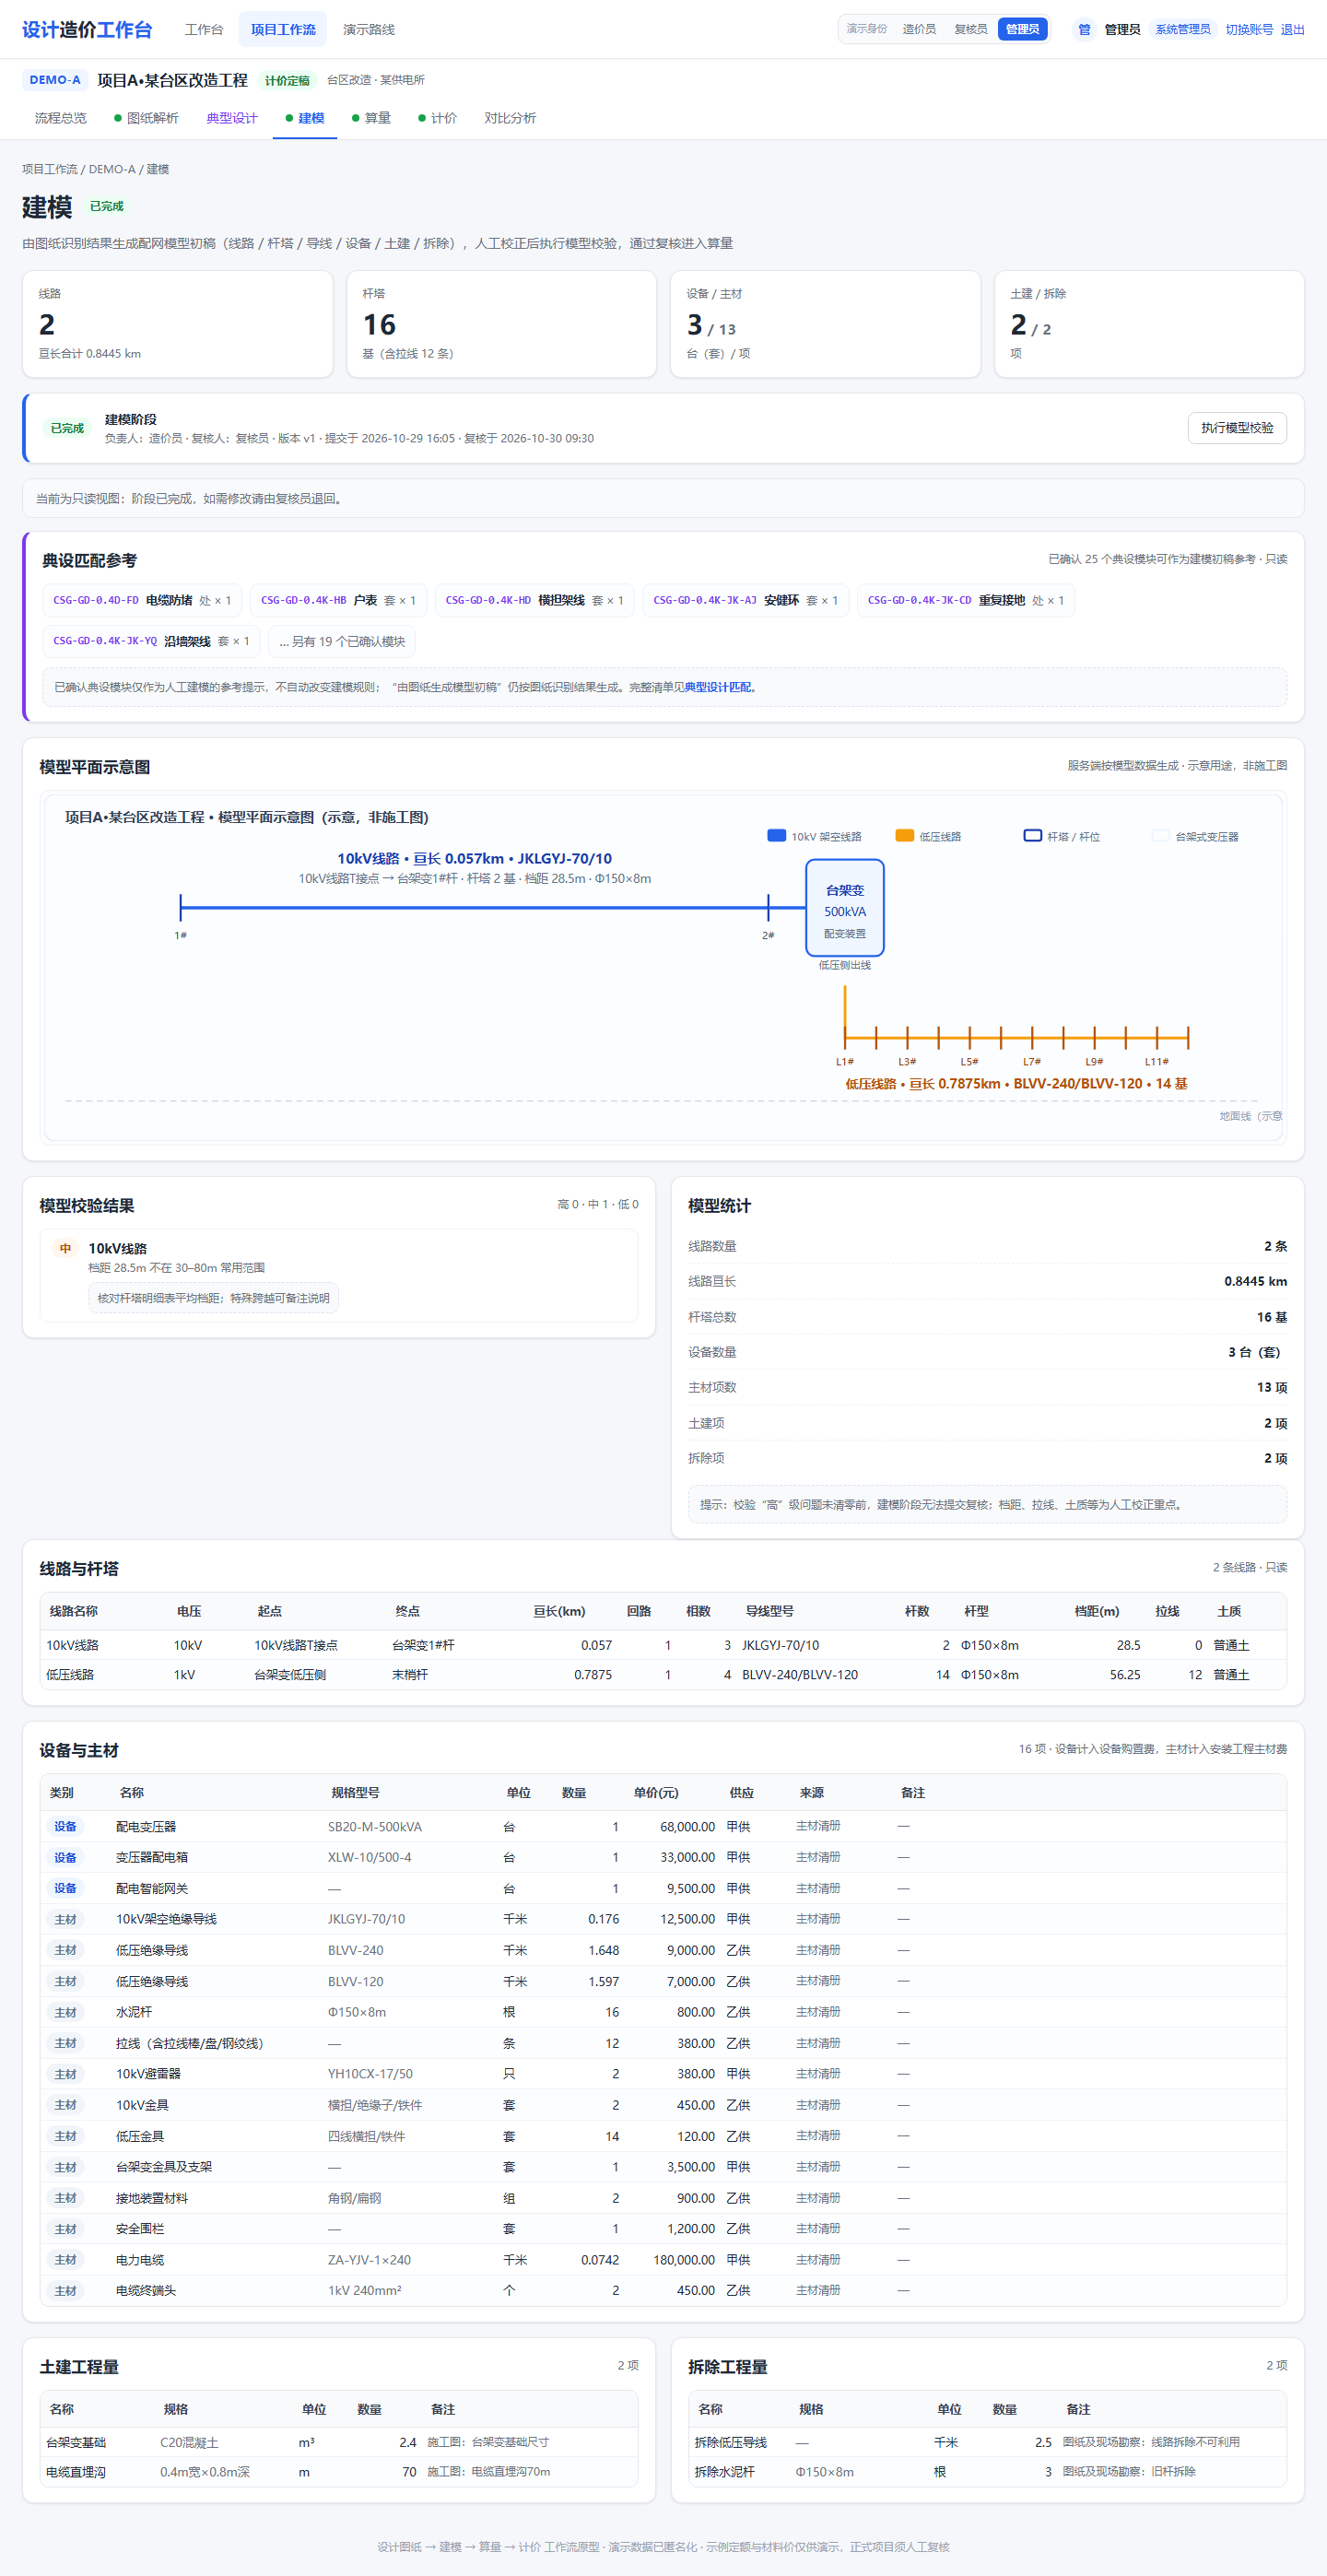 设计造价工作台 工作台 项目工作流 演示路线 演示身份 造价员 复核员 管理员 管 管理员 系统管理员 切换账号 退出
DEMO-A 项目A•某台区改造工程 计价定稿 台区改造 · 某供电所
流程总览 图纸解析 典型设计 建模 算量 计价 对比分析
项目工作流 / DEMO-A / 建模
建模 已完成
由图纸识别结果生成配网模型初稿（线路 / 杆塔 / 导线 / 设备 / 土建 / 拆除），人工校正后执行模型校验，通过复核进入算量
线路 杆塔 设备 / 主材 土建 / 拆除
2 16 3 / 13 2 / 2
亘长合计 0.8445 km 基（含拉线 12 条） 台（套）/ 项 项
已完成 建模阶段 执行模型校验
负责人：造价员 · 复核人：复核员 · 版本 v1 · 提交于 2026-10-29 16:05 · 复核于 2026-10-30 09:30
当前为只读视图：阶段已完成，如需修改请由复核员退回。
典设匹配参考 已确认 25 个典设模块可作为建模初稿参考 · 只读
CSG-GD-0.4D-FD 电缆防堵 处 × 1 CSG-GD-0.4K-HB 户表 套 × 1 CSG-GD-0.4K-HD 横担架线 套 × 1 CSG-GD-0.4K-JK-AJ 安健环 套 × 1 CSG-GD-0.4K-JK-CD 重复接地 处 × 1
CSG-GD-0.4K-JK-YQ 沿墙架线 套 × 1 … 另有 19 个已确认模块
已确认典设模块仅作为人工建模的参考提示，不自动改变建模规则；“由图纸生成模型初稿”仍按图纸识别结果生成。完整清单见典型设计匹配。
模型平面示意图 服务端按模型数据生成 · 示意用途，非施工图
项目A•某台区改造工程 • 模型平面示意图（示意，非施工图)
10kV 架空线路 低压线路 杆塔 / 杆位 台架式变压器
10kV线路 • 亘长 0.057km • JKLGYJ-70/10
10kV线路T接点 → 台架变1#杆 · 杆塔 2 基 · 档距 28.5m · Φ150×8m
台架变
500kVA
配变装置
1# 2#
低压侧出线
L1# L3# L5# L7# L9# L11#
低压线路 • 亘长 0.7875km • BLVV-240/BLVV-120 • 14 基
地面线（示意
模型校验结果 高 0 · 中 1 · 低 0
中 10kV线路
档距 28.5m 不在 30–80m 常用范围
核对杆塔明细表平均档距；特殊跨越可备注说明
模型统计
线路数量 2 条
线路亘长 0.8445 km
杆塔总数 16 基
设备数量 3 台（套）
主材项数 13 项
土建项 2 项
拆除项 2 项
提示：校验“高”级问题未清零前，建模阶段无法提交复核；档距、拉线、土质等为人工校正重点。
线路与杆塔 2 条线路 · 只读
线路名称 电压 起点 终点 亘长(km) 回路 相数 导线型号 杆数 杆型 档距(m) 拉线 土质
10kV线路 10kV 10kV线路T接点 台架变1#杆 0.057 1 3 JKLGYJ-70/10 2 Φ150×8m 28.5 0 普通土
低压线路 1kV 台架变低压侧 末梢杆 0.7875 1 4 BLVV-240/BLVV-120 14 Φ150×8m 56.25 12 普通土
设备与主材 16 项 · 设备计入设备购置费，主材计入安装工程主材费
类别 名称 规格型号 单位 数量 单价(元) 供应 来源 备注
设备 配电变压器 SB20-M-500kVA 台 1 68,000.00 甲供 主材清册 —
设备 变压器配电箱 XLW-10/500-4 台 1 33,000.00 甲供 主材清册 —
设备 配电智能网关 — 台 1 9,500.00 甲供 主材清册 —
主材 10kV架空绝缘导线 JKLGYJ-70/10 千米 0.176 12,500.00 甲供 主材清册 —
主材 低压绝缘导线 BLVV-240 千米 1.648 9,000.00 乙供 主材清册 —
主材 低压绝缘导线 BLVV-120 千米 1.597 7,000.00 乙供 主材清册 —
主材 水泥杆 Φ150×8m 根 16 800.00 乙供 主材清册 —
主材 拉线（含拉线棒/盘/钢绞线） — 条 12 380.00 乙供 主材清册 —
主材 10kV避雷器 YH10CX-17/50 只 2 380.00 甲供 主材清册 —
主材 10kV金具 横担/绝缘子/铁件 套 2 450.00 乙供 主材清册 —
主材 低压金具 四线横担/铁件 套 14 120.00 乙供 主材清册 —
主材 台架变金具及支架 — 套 1 3,500.00 甲供 主材清册 —
主材 接地装置材料 角钢/扁钢 组 2 900.00 乙供 主材清册 —
主材 安全围栏 — 套 1 1,200.00 乙供 主材清册 —
主材 电力电缆 ZA-YJV-1×240 千米 0.0742 180,000.00 甲供 主材清册 —
主材 电缆终端头 1kV 240mm² 个 2 450.00 乙供 主材清册 —
土建工程量 2 项
名称 规格 单位 数量 备注
台架变基础 C20混凝土 m³ 2.4 施工图：台架变基础尺寸
电缆直埋沟 0.4m宽×0.8m深 m 70 施工图：电缆直埋沟70m
拆除工程量 2 项
名称 规格 单位 数量 备注
拆除低压导线 — 千米 2.5 图纸及现场勘察：线路拆除不可利用
拆除水泥杆 Φ150×8m 根 3 图纸及现场勘察：旧杆拆除
设计图纸 → 建模 → 算量 → 计价 工作流原型 · 演示数据已匿名化 · 示例定额与材料价仅供演示，正式项目须人工复核